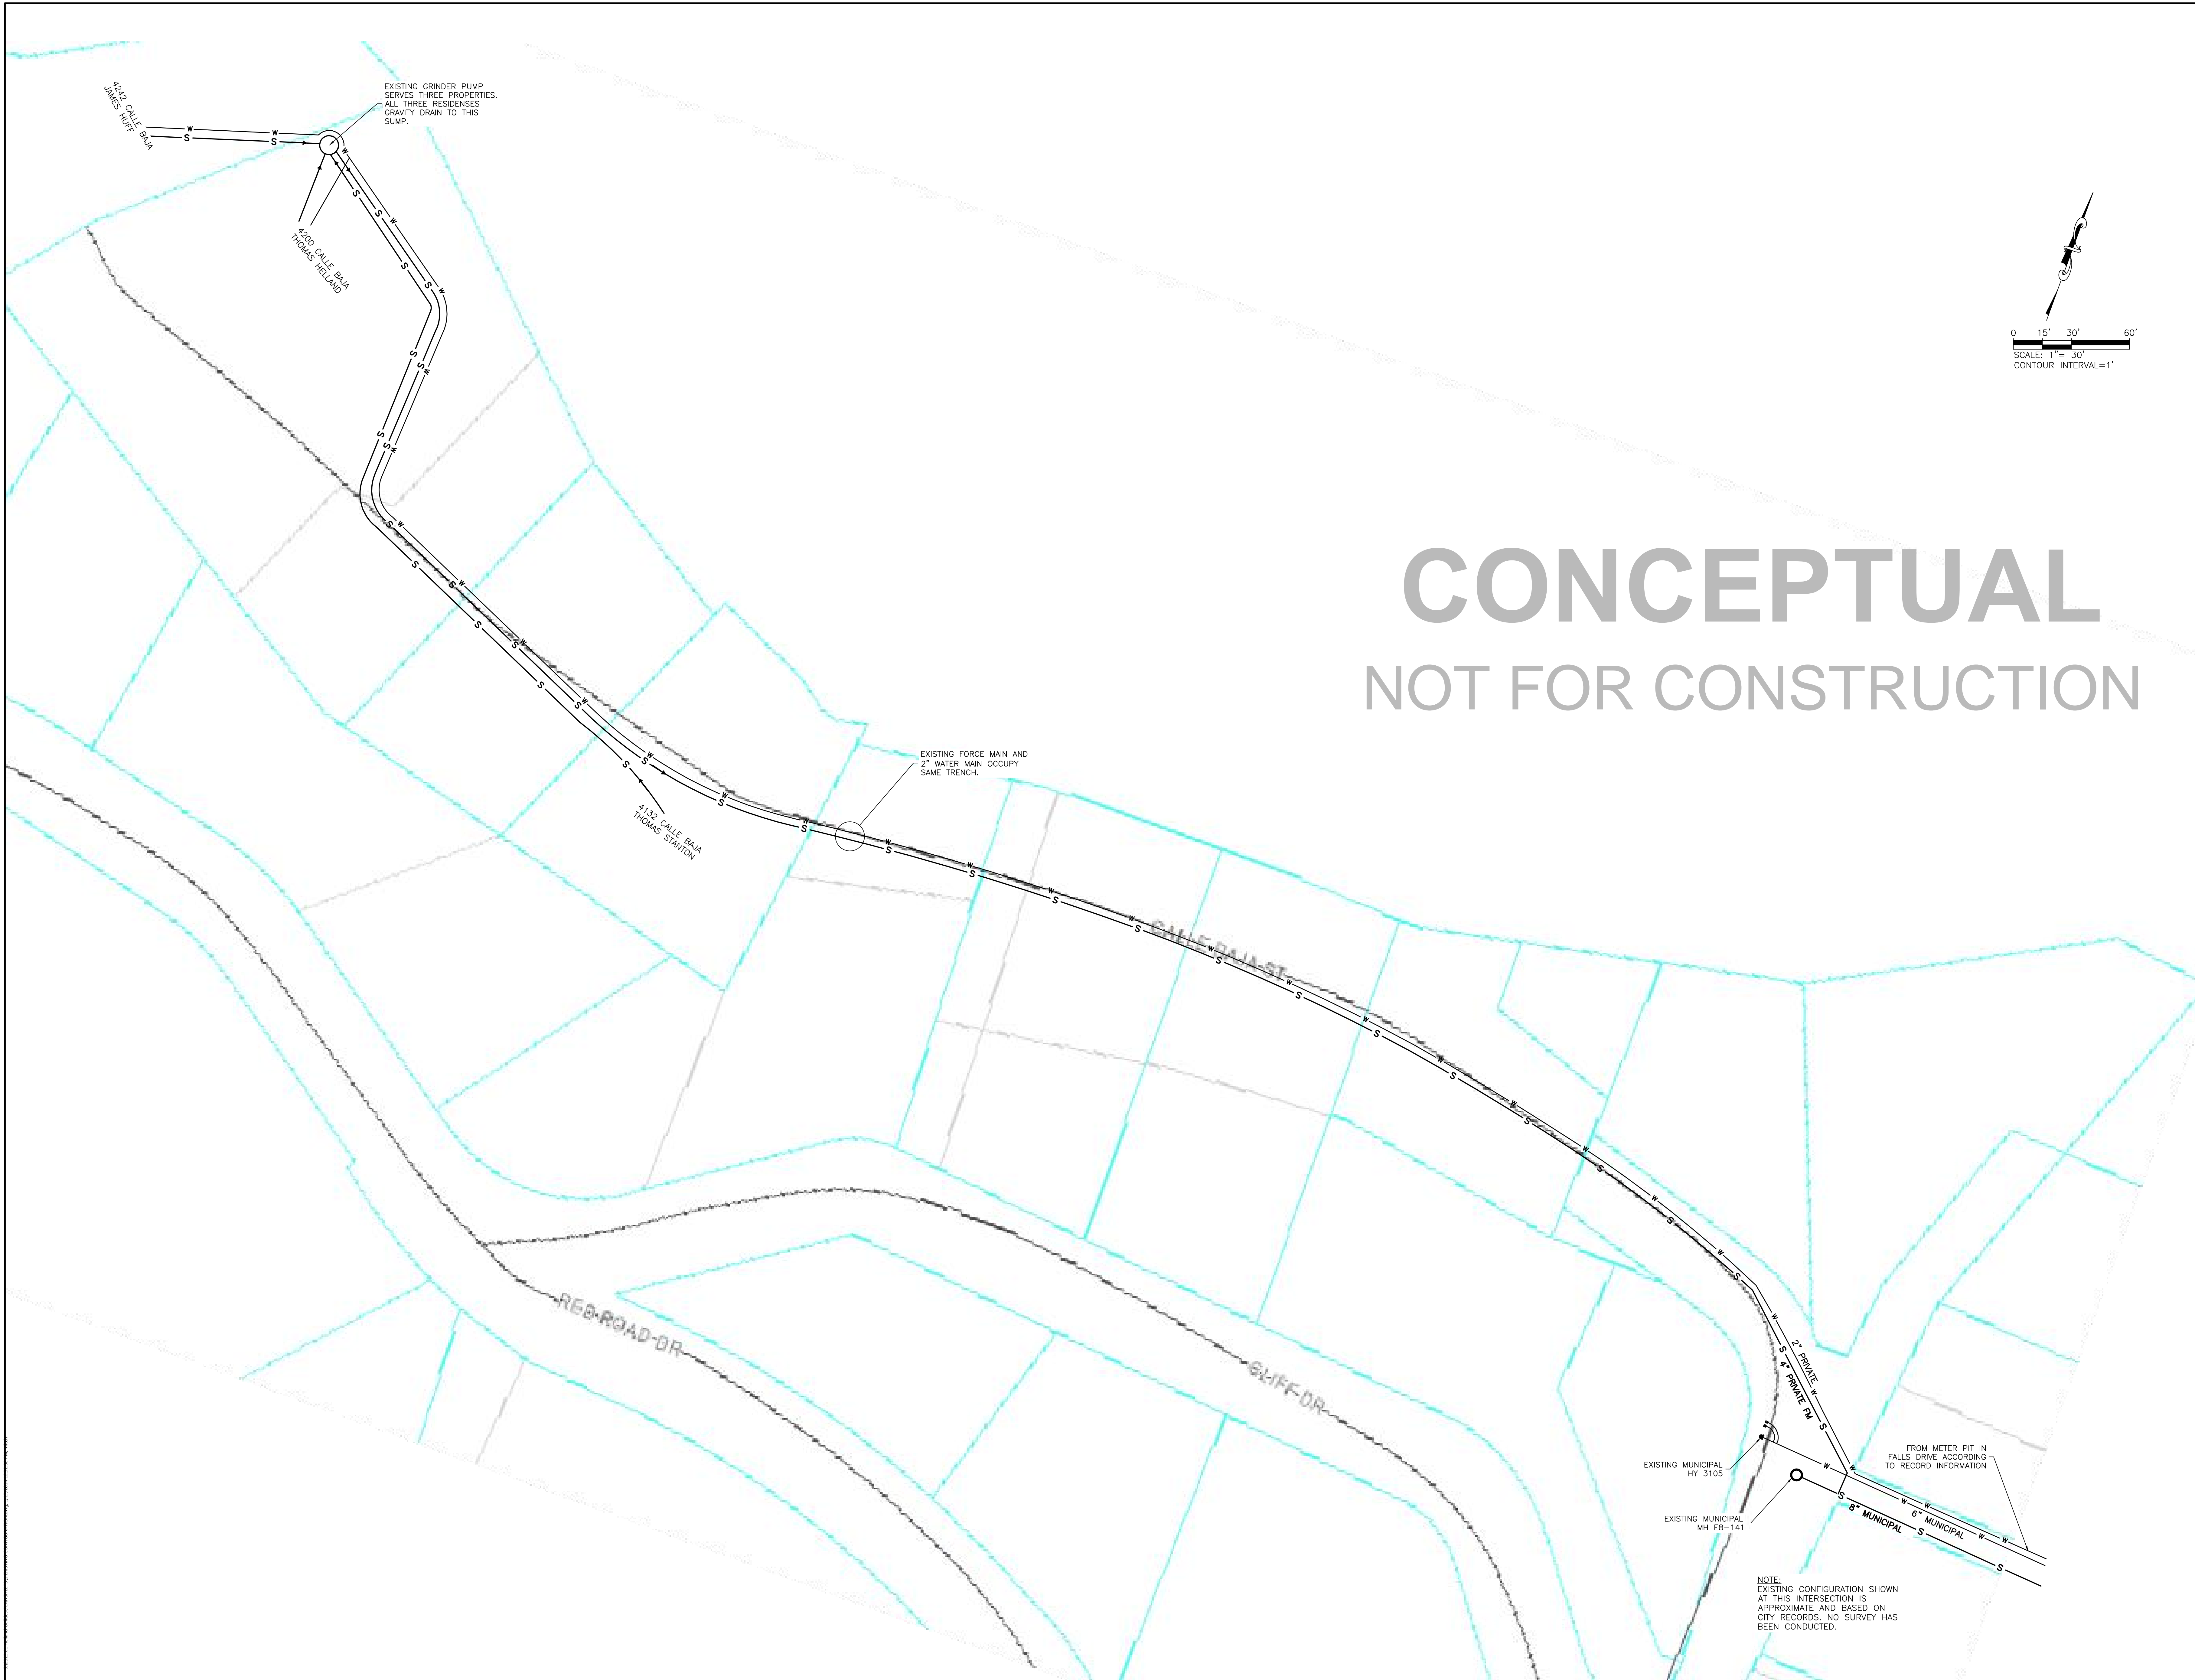 4242 CALLE BAJA
JAMES HUFF
EXISTING GRINDER PUMP
SERVES THREE PROPERTIES.
ALL THREE RESIDENSES
GRAVITY DRAIN TO THIS
SUMP.
4200 CALLE BAJA
THOMAS HELLAND
0 15' 30' 60'
SCALE: 1"= 30'
CONTOUR INTERVAL=1'
CONCEPTUAL
NOT FOR CONSTRUCTION
EXISTING FORCE MAIN AND
2" WATER MAIN OCCUPY
SAME TRENCH.
4132 CALLE BAJA
THOMAS STANTON
CALLE BAJA ST
RED ROAD DR
CLIFF DR
2" PRIVATE
4" PRIVATE FM
EXISTING MUNICIPAL
HY 3105
FROM METER PIT IN
FALLS DRIVE ACCORDING
TO RECORD INFORMATION
EXISTING MUNICIPAL
MH E8-141
8" MUNICIPAL
6" MUNICIPAL
NOTE:
EXISTING CONFIGURATION SHOWN
AT THIS INTERSECTION IS
APPROXIMATE AND BASED ON
CITY RECORDS. NO SURVEY HAS
BEEN CONDUCTED.